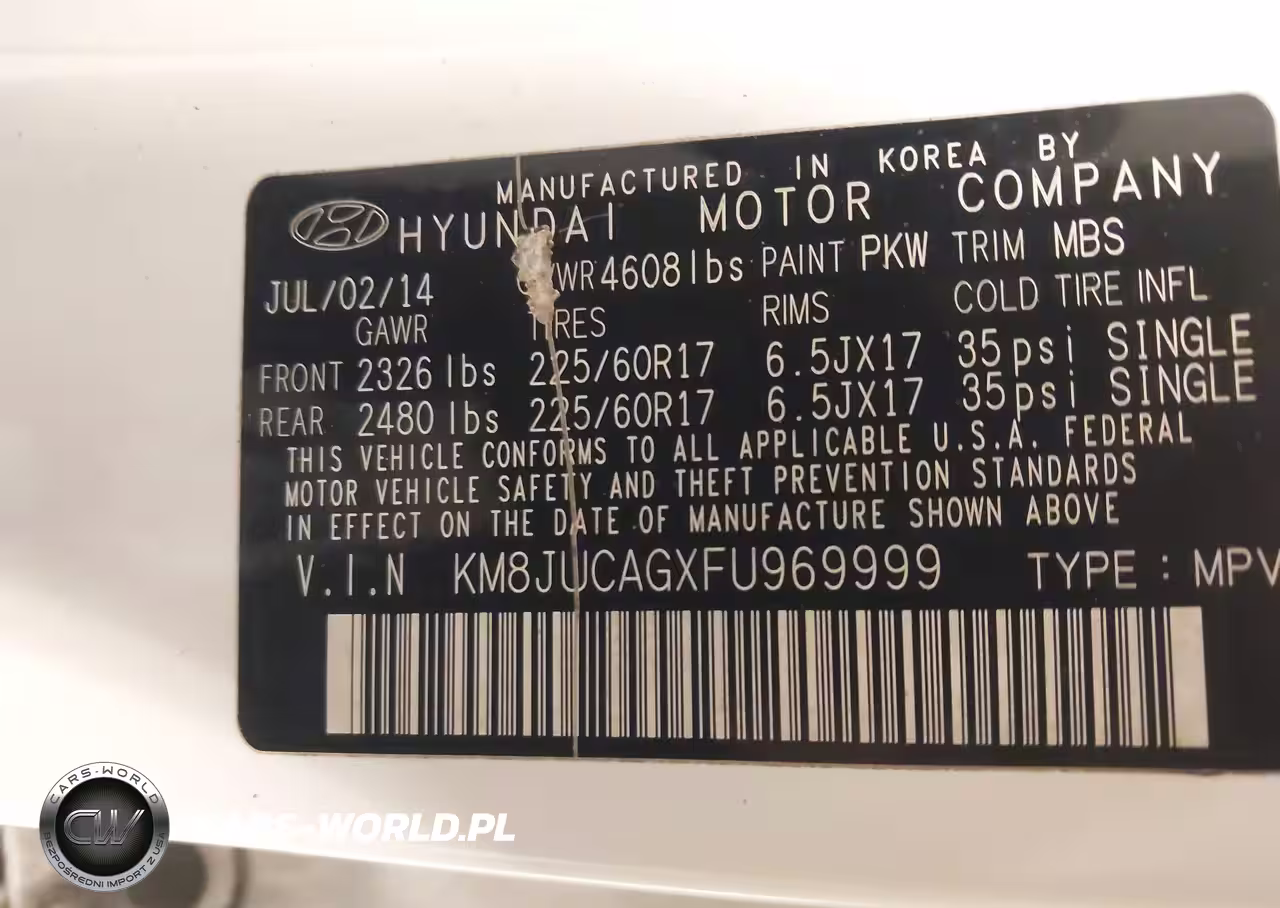 MANUFACTURED IN KOREA BY
HYUNDAI MOTOR COMPANY
JUL/02/14 WR 4608 lbs PAINT PKW TRIM MBS
GAWR TIRES RIMS COLD TIRE INFL
FRONT 2326 lbs 225/60R17 6.5JX17 35psi SINGLE
REAR 2480 lbs 225/60R17 6.5JX17 35psi SINGLE
THIS VEHICLE CONFORMS TO ALL APPLICABLE U.S.A. FEDERAL
MOTOR VEHICLE SAFETY AND THEFT PREVENTION STANDARDS
IN EFFECT ON THE DATE OF MANUFACTURE SHOWN ABOVE
V.I.N KM8JUCAGXFU969999 TYPE : MPV
CARS-WORLD
CW
BEZPOŚREDNI IMPORT Z USA
CARS-WORLD.PL